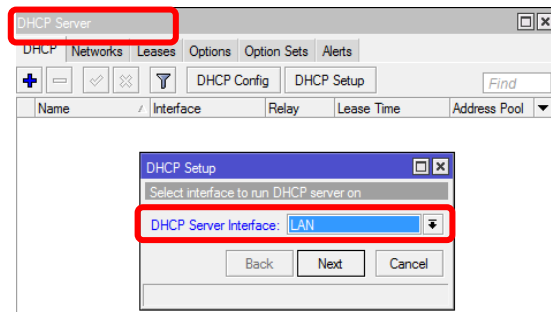 DHCP Server
DHCP Networks Leases Options Option Sets Alerts
DHCP Config DHCP Setup Find
Name Interface Relay Lease Time Address Pool
DHCP Setup
Select interface to run DHCP server on
DHCP Server Interface: LAN
Back Next Cancel